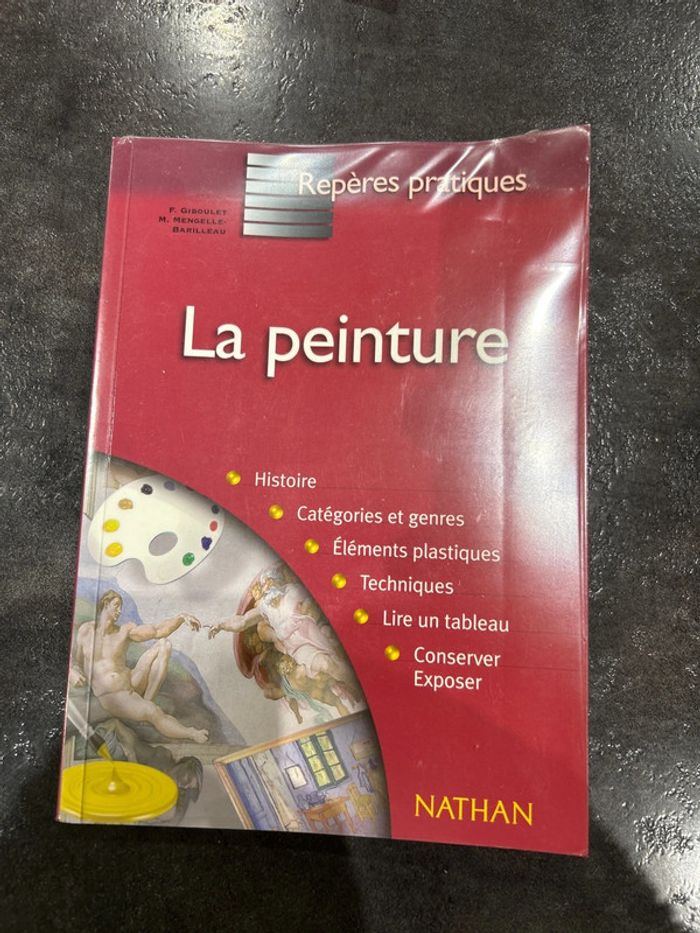 Repères pratiques
F. GIBOULET
M. MENGELLE-
BARILLEAU
La peinture
Histoire
Catégories et genres
Éléments plastiques
Techniques
Lire un tableau
Conserver
Exposer
NATHAN